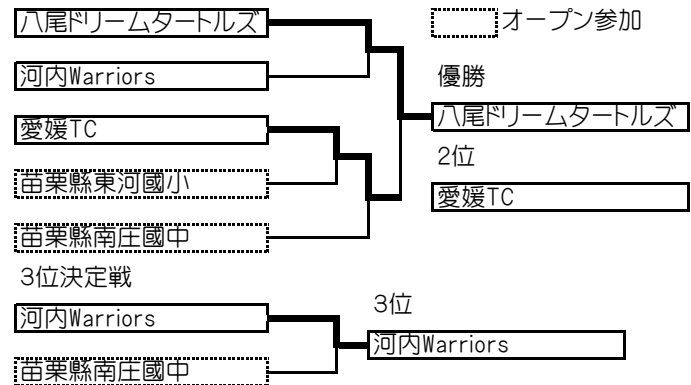 八尾ドリームタートルズ
オープン参加
河内Warriors
優勝
八尾ドリームタートルズ
愛媛TC
2位
苗栗縣東河國小
愛媛TC
苗栗縣南庄國中
3位決定戦
3位
河内Warriors
河内Warriors
苗栗縣南庄國中